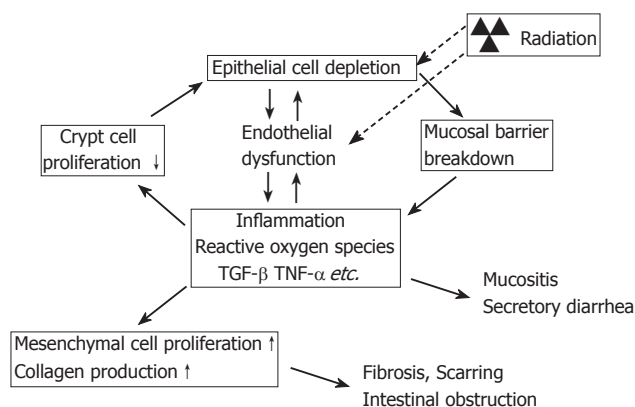 Radiation
Epithelial cell depletion
Endothelial
dysfunction
Crypt cell
proliferation ↓
Mucosal barrier
breakdown
Inflammation
Reactive oxygen species
TGF-β TNF-α etc.
Mucositis
Secretory diarrhea
Mesenchymal cell proliferation ↑
Collagen production ↑
Fibrosis, Scarring
Intestinal obstruction